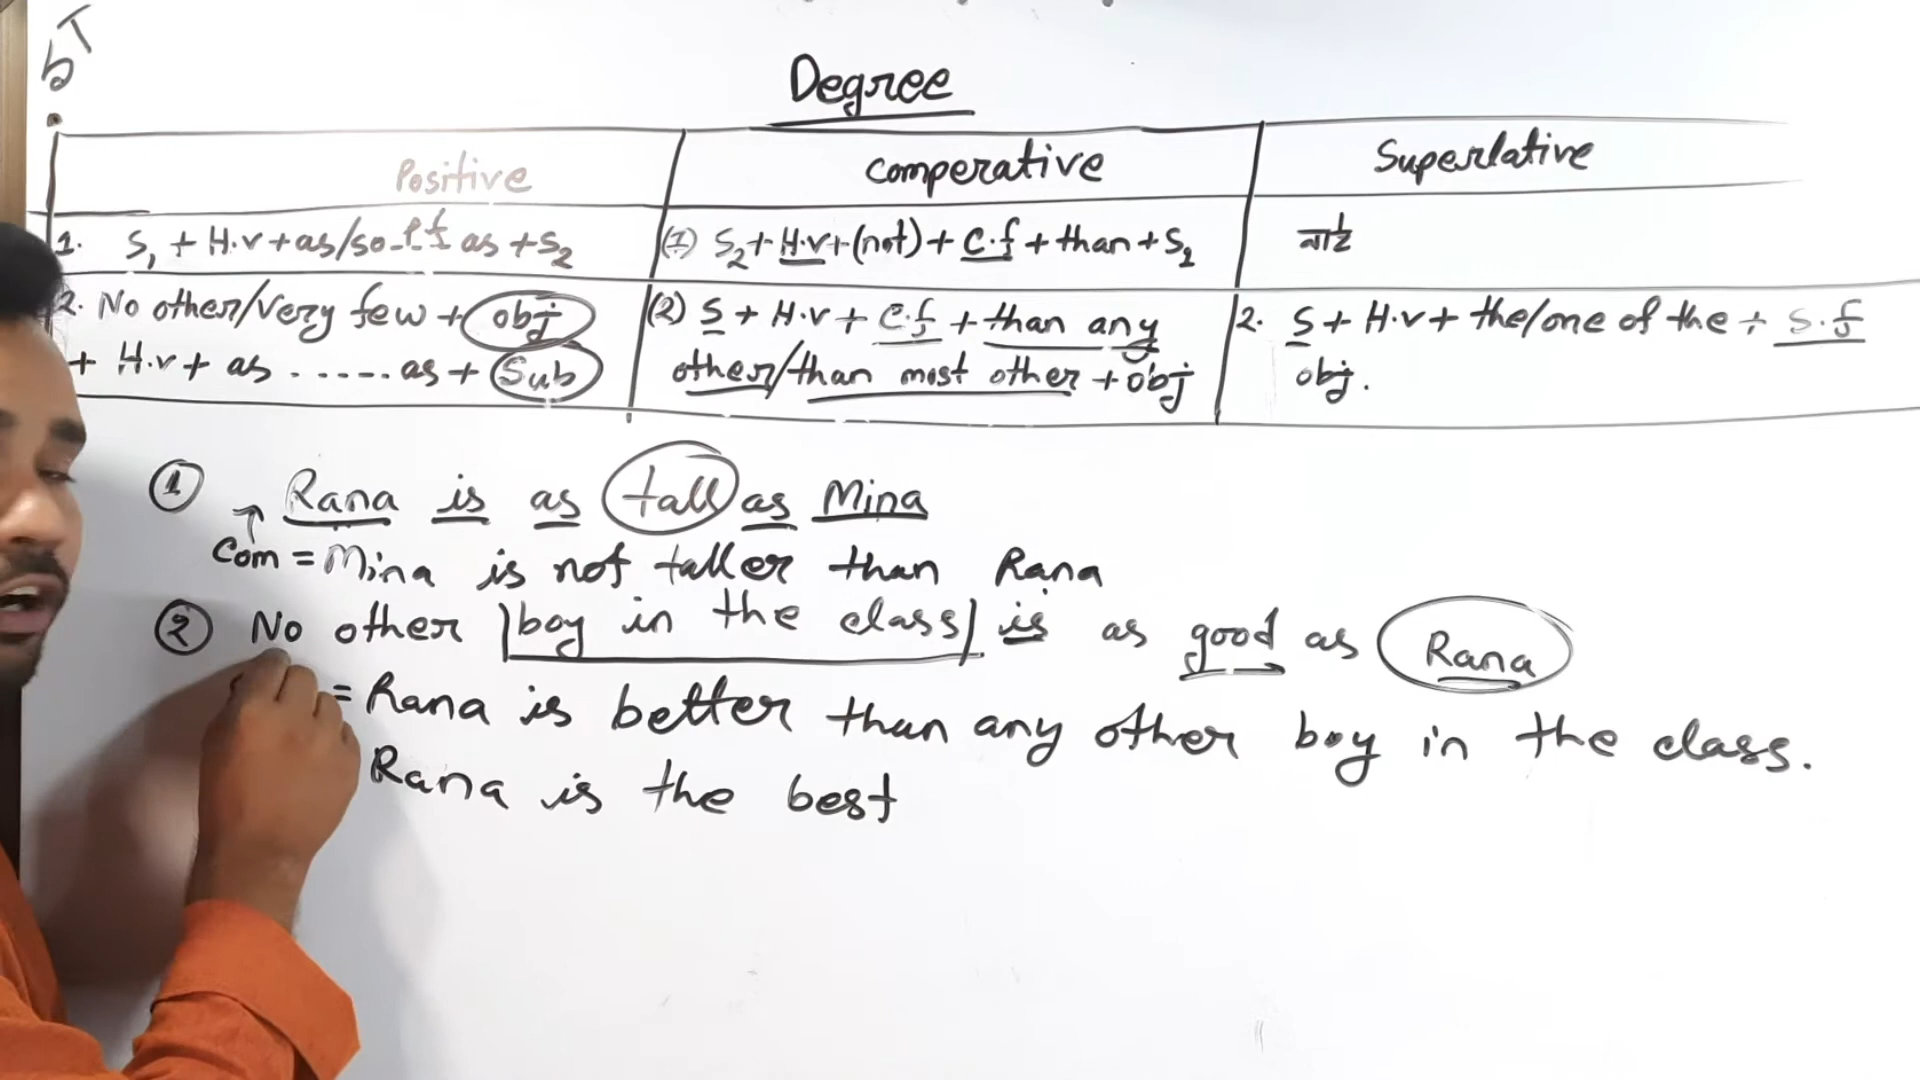 bT
Degree
Positive
comperative
Superlative
1. S1 + H.v + as/so - P.f as + S2
(1) S2 + H.v + (not) + C.f + than + S1
নাই
2. No other/very few + obj
+ H.v + as ...... as + Sub
(2) S + H.v + C.f + than any
other/than most other + obj
2. S + H.v + the/one of the + S.f
obj.
① Rana is as tall as Mina
Com = Mina is not taller than Rana
② No other boy in the class is as good as Rana
= Rana is better than any other boy in the class.
Rana is the best